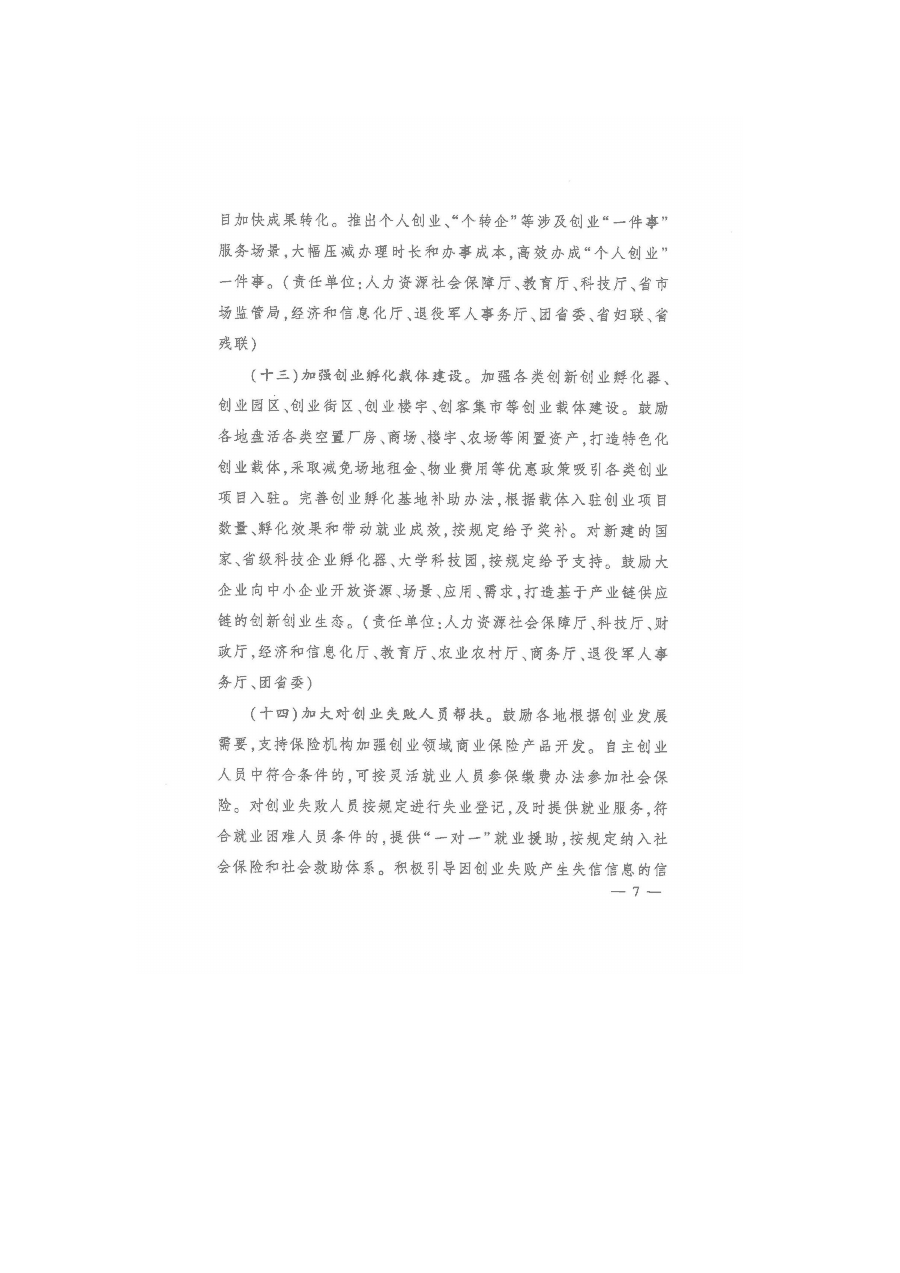 目加快成果转化。推出个人创业、“个转企”等涉及创业“一件事”
服务场景,大幅压减办理时长和办事成本,高效办成“个人创业”
一件事。(责任单位:人力资源社会保障厅、教育厅、科技厅、省市
场监管局,经济和信息化厅、退役军人事务厅、团省委、省妇联、省
残联)
(十三)加强创业孵化载体建设。加强各类创新创业孵化器、
创业园区、创业街区、创业楼宇、创客集市等创业载体建设。鼓励
各地盘活各类空置厂房、商场、楼宇、农场等闲置资产,打造特色化
创业载体,采取减免场地租金、物业费用等优惠政策吸引各类创业
项目入驻。完善创业孵化基地补助办法,根据载体入驻创业项目
数量、孵化效果和带动就业成效,按规定给予奖补。对新建的国
家、省级科技企业孵化器、大学科技园,按规定给予支持。鼓励大
企业向中小企业开放资源、场景、应用、需求,打造基于产业链供应
链的创新创业生态。(责任单位:人力资源社会保障厅、科技厅、财
政厅,经济和信息化厅、教育厅、农业农村厅、商务厅、退役军人事
务厅、团省委)
(十四)加大对创业失败人员帮扶。鼓励各地根据创业发展
需要,支持保险机构加强创业领域商业保险产品开发。自主创业
人员中符合条件的,可按灵活就业人员参保缴费办法参加社会保
险。对创业失败人员按规定进行失业登记,及时提供就业服务,符
合就业困难人员条件的,提供“一对一”就业援助,按规定纳入社
会保险和社会救助体系。积极引导因创业失败产生失信信息的信
— 7 —